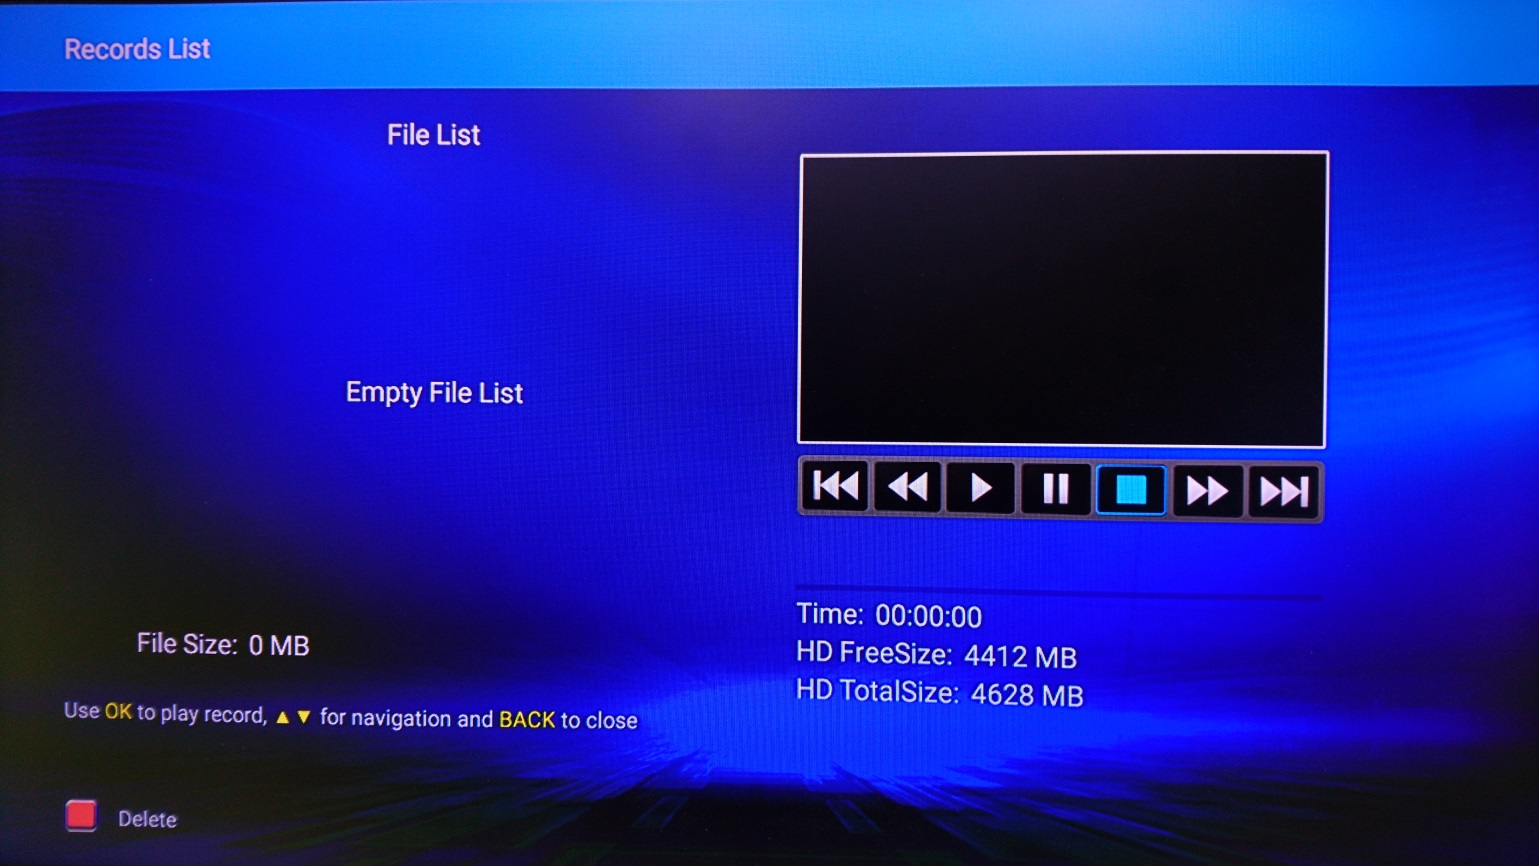 Records List
File List
Empty File List
File Size: 0 MB
Time: 00:00:00
HD FreeSize: 4412 MB
HD TotalSize: 4628 MB
Use OK to play record, ▲▼ for navigation and BACK to close
Delete